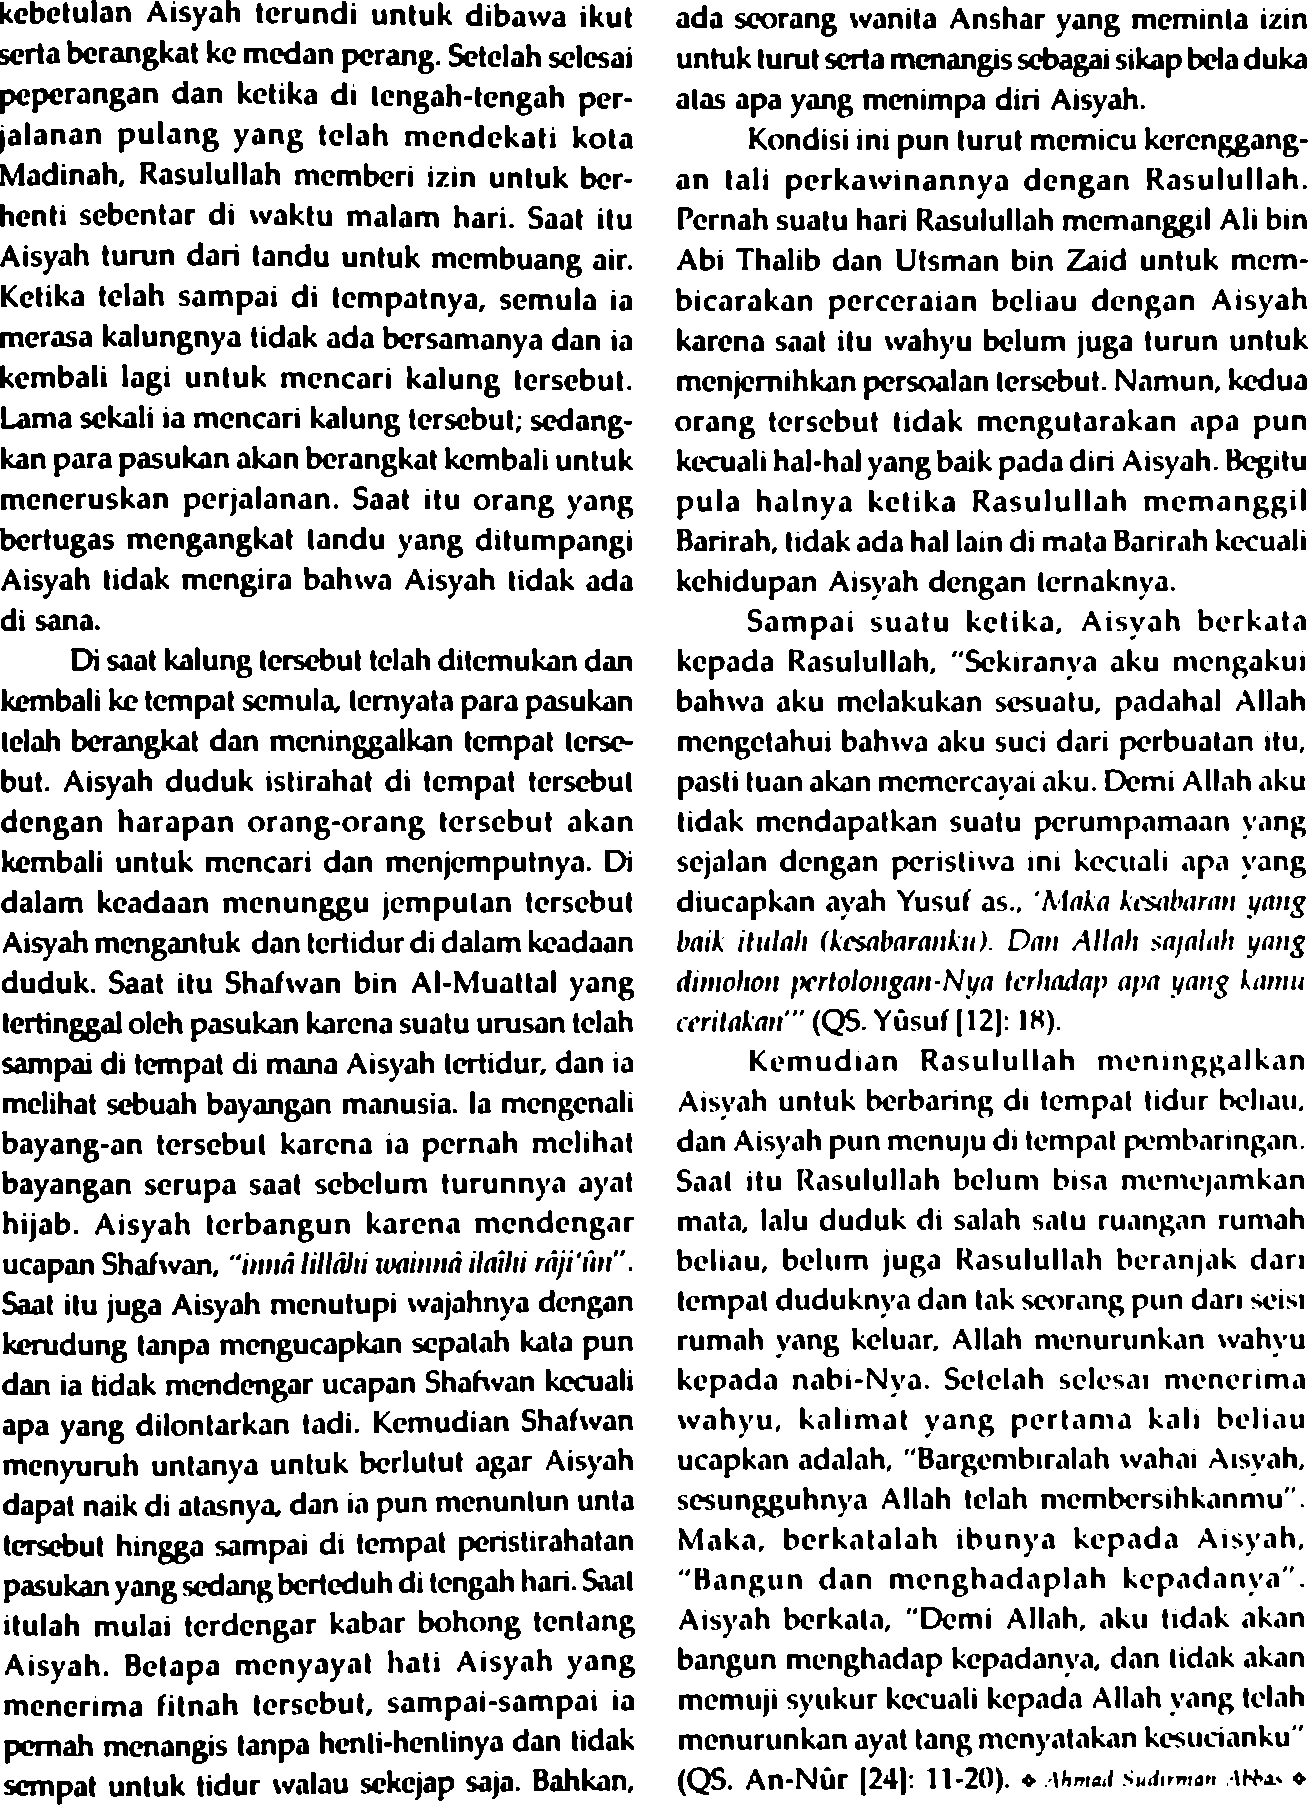 kebetulan Aisyah terundi untuk dibawa ikut
serta berangkat ke medan perang. Setelah selesai
peperangan dan ketika di tengah-tengah per-
jalanan pulang yang telah mendekati kota
Madinah, Rasulullah memberi izin untuk ber-
henti sebentar di waktu malam hari. Saat itu
Aisyah turun dari tandu untuk membuang air.
Ketika telah sampai di tempatnya, semula ia
merasa kalungnya tidak ada bersamanya dan ia
kembali lagi untuk mencari kalung tersebut.
Lama sekali ia mencari kalung tersebut; sedang-
kan para pasukan akan berangkat kembali untuk
meneruskan perjalanan. Saat itu orang yang
bertugas mengangkat tandu yang ditumpangi
Aisyah tidak mengira bahwa Aisyah tidak ada
di sana.
Di saat kalung tersebut telah ditemukan dan
kembali ke tempat semula, ternyata para pasukan
telah berangkat dan meninggalkan tempat terse-
but. Aisyah duduk istirahat di tempat tersebut
dengan harapan orang-orang tersebut akan
kembali untuk mencari dan menjemputnya. Di
dalam keadaan menunggu jemputan tersebut
Aisyah mengantuk dan tertidur di dalam keadaan
duduk. Saat itu Shafwan bin Al-Muattal yang
tertinggal oleh pasukan karena suatu urusan telah
sampai di tempat di mana Aisyah tertidur, dan ia
melihat sebuah bayangan manusia. Ia mengenali
bayang-an tersebut karena ia pernah melihat
bayangan serupa saat sebelum turunnya ayat
hijab. Aisyah terbangun karena mendengar
ucapan Shafwan, "innâ lillâhi wainnâ ilaîhi râji'ûn".
Saat itu juga Aisyah menutupi wajahnya dengan
kerudung tanpa mengucapkan sepatah kata pun
dan ia tidak mendengar ucapan Shafwan kecuali
apa yang dilontarkan tadi. Kemudian Shafwan
menyuruh untanya untuk berlutut agar Aisyah
dapat naik di atasnya, dan ia pun menuntun unta
tersebut hingga sampai di tempat peristirahatan
pasukan yang sedang berteduh di tengah hari. Saat
itulah mulai terdengar kabar bohong tentang
Aisyah. Betapa menyayat hati Aisyah yang
menerima fitnah tersebut, sampai-sampai ia
pernah menangis tanpa henti-hentinya dan tidak
sempat untuk tidur walau sekejap saja. Bahkan,
ada seorang wanita Anshar yang meminta izin
untuk turut serta menangis sebagai sikap bela duka
atas apa yang menimpa diri Aisyah.
Kondisi ini pun turut memicu kerenggang-
an tali perkawinannya dengan Rasulullah.
Pernah suatu hari Rasulullah memanggil Ali bin
Abi Thalib dan Utsman bin Zaid untuk mem-
bicarakan perceraian beliau dengan Aisyah
karena saat itu wahyu belum juga turun untuk
menjernihkan persoalan tersebut. Namun, kedua
orang tersebut tidak mengutarakan apa pun
kecuali hal-hal yang baik pada diri Aisyah. Begitu
pula halnya ketika Rasulullah memanggil
Barirah, tidak ada hal lain di mata Barirah kecuali
kehidupan Aisyah dengan ternaknya.
Sampai suatu ketika, Aisyah berkata
kepada Rasulullah, "Sekiranya aku mengakui
bahwa aku melakukan sesuatu, padahal Allah
mengetahui bahwa aku suci dari perbuatan itu,
pasti tuan akan memercayai aku. Demi Allah aku
tidak mendapatkan suatu perumpamaan yang
sejalan dengan peristiwa ini kecuali apa yang
diucapkan ayah Yusuf as., 'Maka kesabaran yang
baik itulah (kesabaranku). Dan Allah sajalah yang
dimohon pertolongan-Nya terhadap apa yang kamu
ceritakan'" (QS. Yûsuf [12]: 18).
Kemudian Rasulullah meninggalkan
Aisyah untuk berbaring di tempat tidur beliau,
dan Aisyah pun menuju di tempat pembaringan.
Saat itu Rasulullah belum bisa memejamkan
mata, lalu duduk di salah satu ruangan rumah
beliau, belum juga Rasulullah beranjak dari
tempat duduknya dan tak seorang pun dari seisi
rumah yang keluar, Allah menurunkan wahyu
kepada nabi-Nya. Setelah selesai menerima
wahyu, kalimat yang pertama kali beliau
ucapkan adalah, "Bargembiralah wahai Aisyah,
sesungguhnya Allah telah membersihkanmu".
Maka, berkatalah ibunya kepada Aisyah,
"Bangun dan menghadaplah kepadanya".
Aisyah berkata, "Demi Allah, aku tidak akan
bangun menghadap kepadanya, dan tidak akan
memuji syukur kecuali kepada Allah yang telah
menurunkan ayat tang menyatakan kesucianku"
(QS. An-Nûr [24]: 11-20). ❖ Ahmad Sudirman Abbas ❖